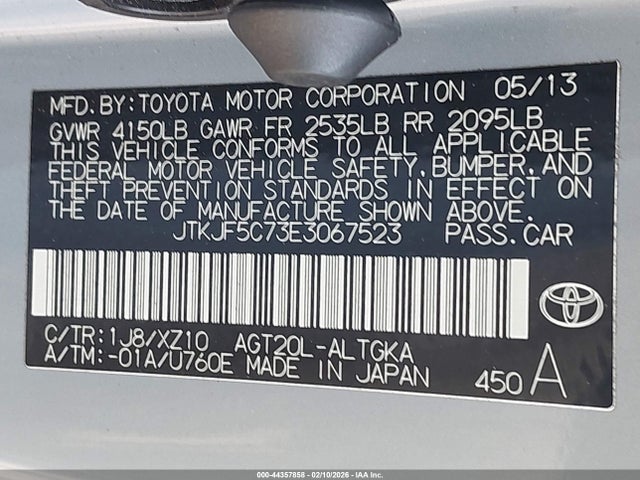 MFD.BY:TOYOTA MOTOR CORPORATION 05/13
GVWR 4150LB GAWR FR 2535LB RR 2095LB
THIS VEHICLE CONFORMS TO ALL APPLICABLE
FEDERAL MOTOR VEHICLE SAFETY,BUMPER,AND
THEFT PREVENTION STANDARDS IN EFFECT ON
THE DATE OF MANUFACTURE SHOWN ABOVE.
JTKJF5C73E3067523 PASS.CAR
C/TR:1J8/XZ10 AGT20L-ALTGKA
A/TM:-01A/U760E MADE IN JAPAN
450 A
000-44357858 - 02/10/2026 - IAA Inc.